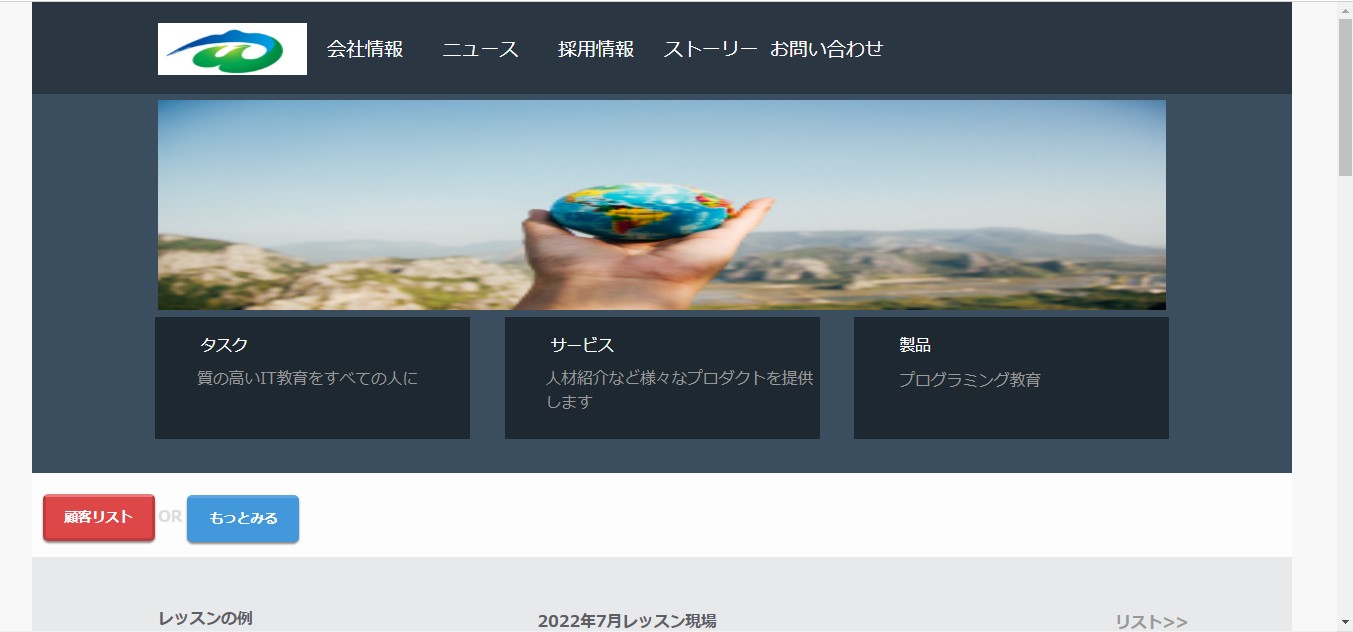 会社情報 ニュース 採用情報 ストーリー お問い合わせ
タスク
質の高いIT教育をすべての人に
サービス
人材紹介など様々なプロダクトを提供
します
製品
プログラミング教育
顧客リスト OR もっとみる
レッスンの例
2022年7月レッスン現場
リスト>>